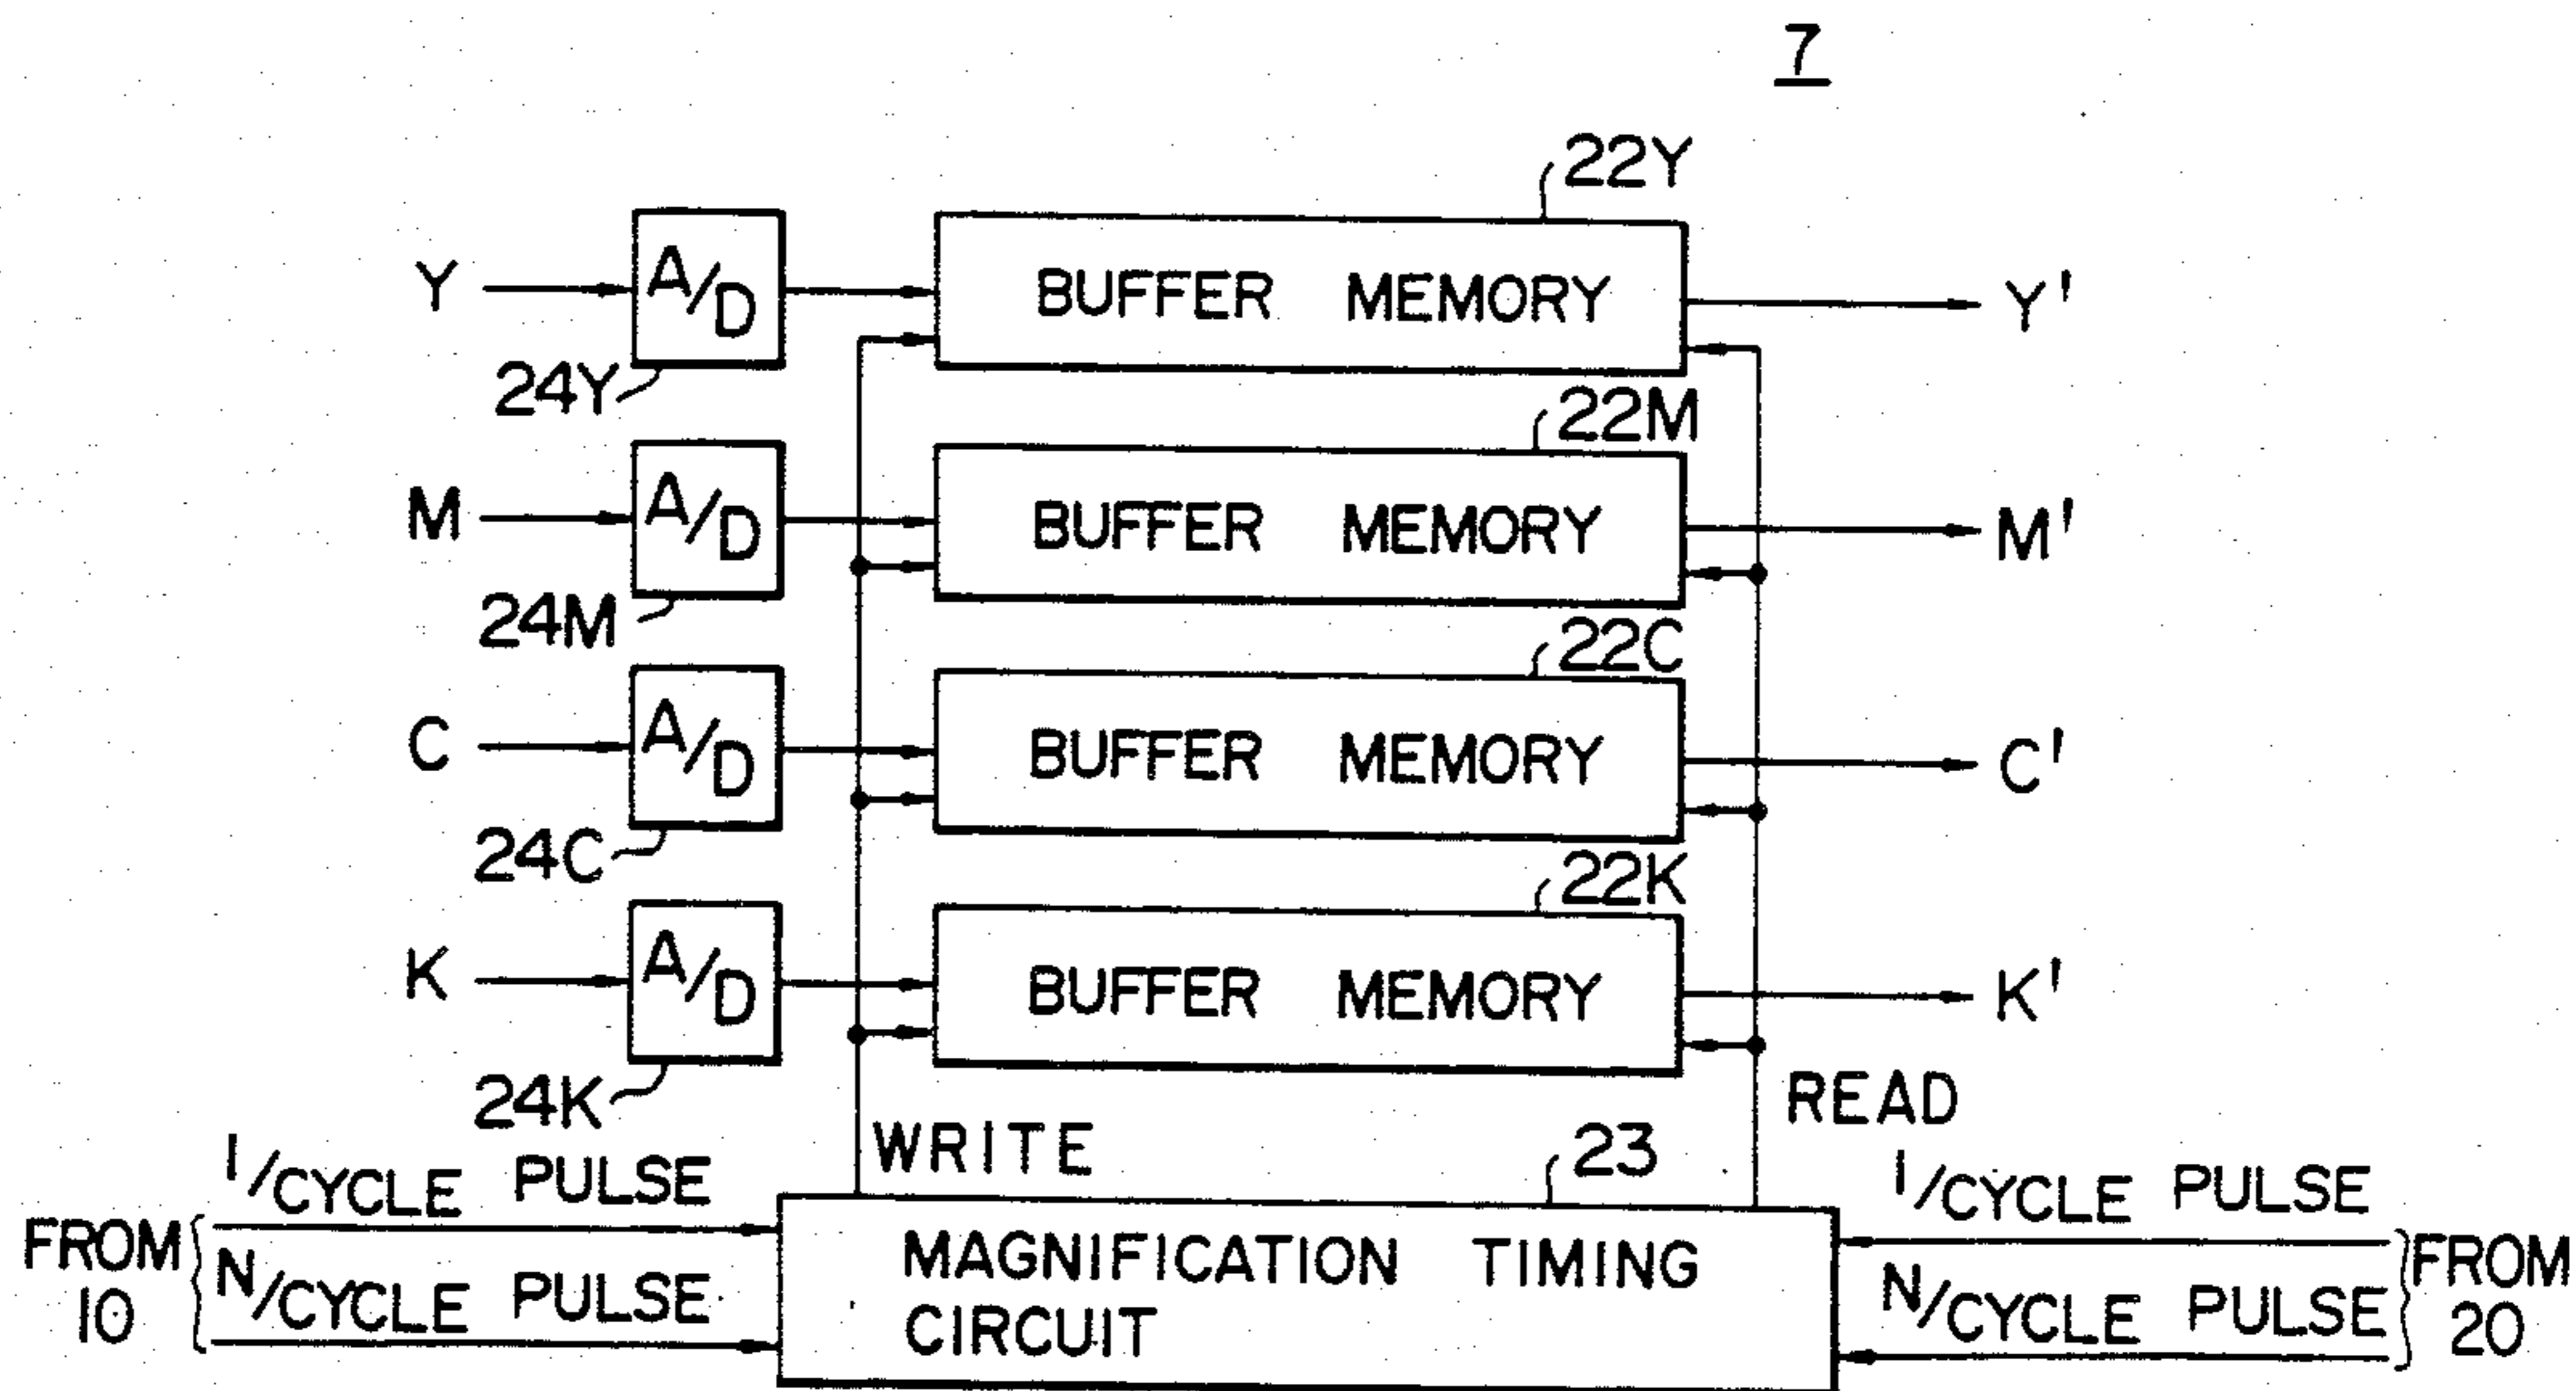 7
22Y
Y A/D BUFFER MEMORY Y'
24Y
22M
M A/D BUFFER MEMORY M'
24M
22C
C A/D BUFFER MEMORY C'
24C
22K
K A/D BUFFER MEMORY K'
24K
READ
WRITE 23
1/CYCLE PULSE 1/CYCLE PULSE
FROM 10 MAGNIFICATION TIMING CIRCUIT FROM 20
N/CYCLE PULSE N/CYCLE PULSE